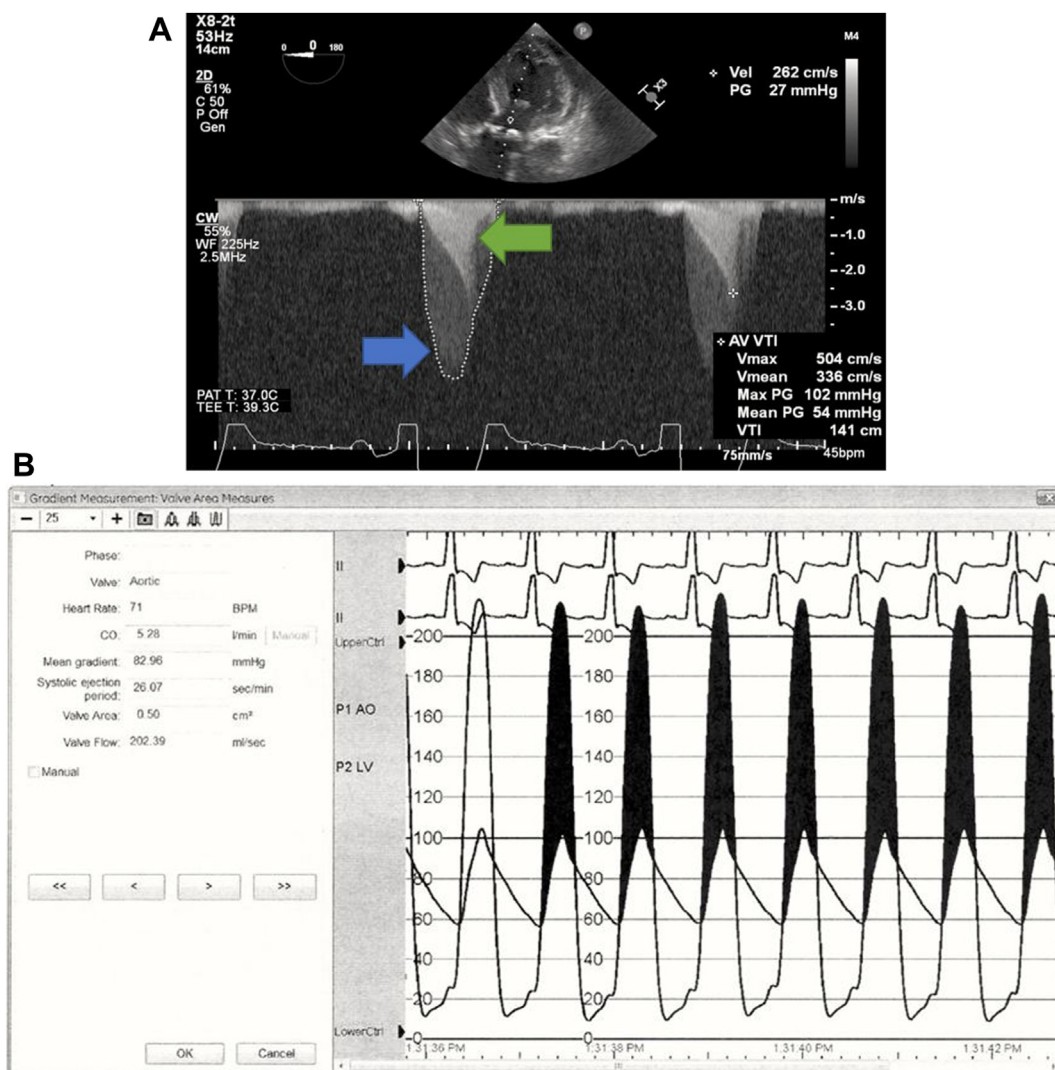 A
X8-2t
53Hz
14cm
0 0 180
2D
61%
C 50
P Off
Gen
P
X3
M4
Vel 262 cm/s
PG 27 mmHg
CW
55%
WF 225Hz
2.5MHz
m/s
-1.0
-2.0
-3.0
AV VTI
Vmax 504 cm/s
Vmean 336 cm/s
Max PG 102 mmHg
Mean PG 54 mmHg
VTI 141 cm
PAT T: 37.0C
TEE T: 39.3C
75mm/s 45bpm
B
Gradient Measurement: Valve Area Measures
25
Phase:
Valve: Aortic
Heart Rate: 71 BPM
CO: 5.28 l/min Manual
Mean gradient: 82.96 mmHg
Systolic ejection
period: 26.07 sec/min
Valve Area: 0.50 cm²
Valve Flow: 202.39 ml/sec
Manual
<< < > >>
OK Cancel
II
II
UpperCtrl
P1 AO
P2 LV
LowerCtrl
200 200
180 180
160 160
140 140
120 120
100 100
80 80
60 60
40 40
20 20
0 0
1:31:36 PM 1:31:38 PM 1:31:40 PM 1:31:42 PM